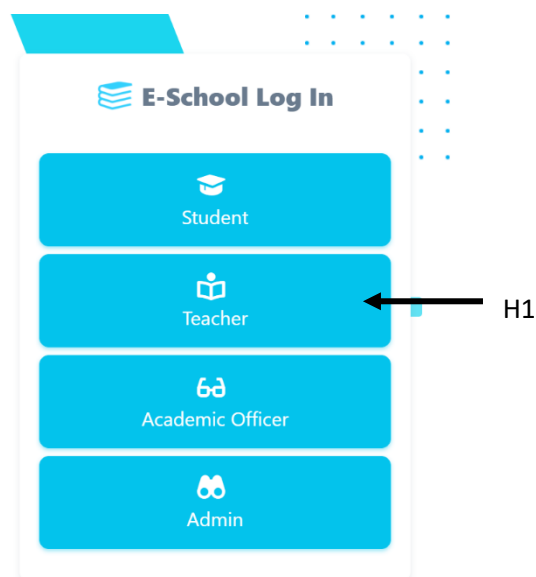 E-School Log In
Student
Teacher
H1
Academic Officer
Admin